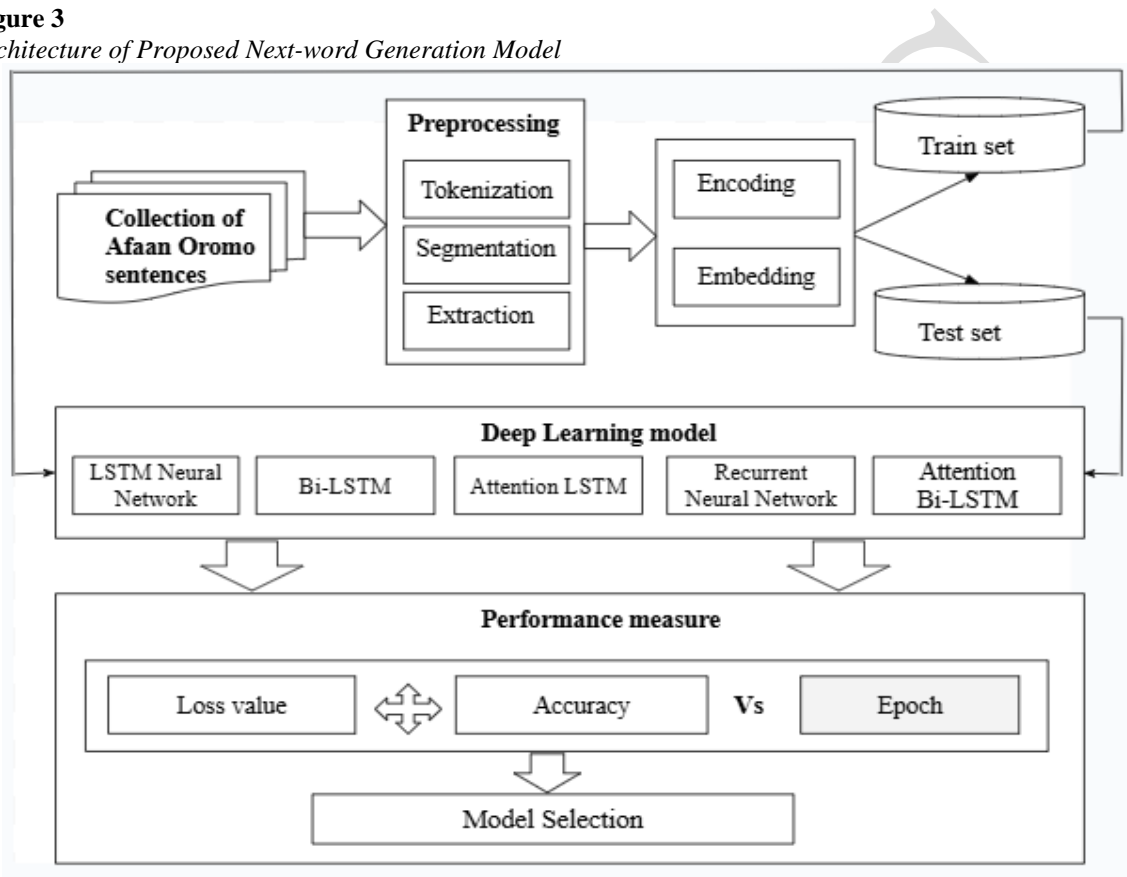 gure 3
chitecture of Proposed Next-word Generation Model
Preprocessing
Tokenization
Segmentation
Extraction
Collection of
Afaan Oromo
sentences
Encoding
Embedding
Train set
Test set
Deep Learning model
LSTM Neural
Network
Bi-LSTM
Attention LSTM
Recurrent
Neural Network
Attention
Bi-LSTM
Performance measure
Loss value
Accuracy
Vs
Epoch
Model Selection